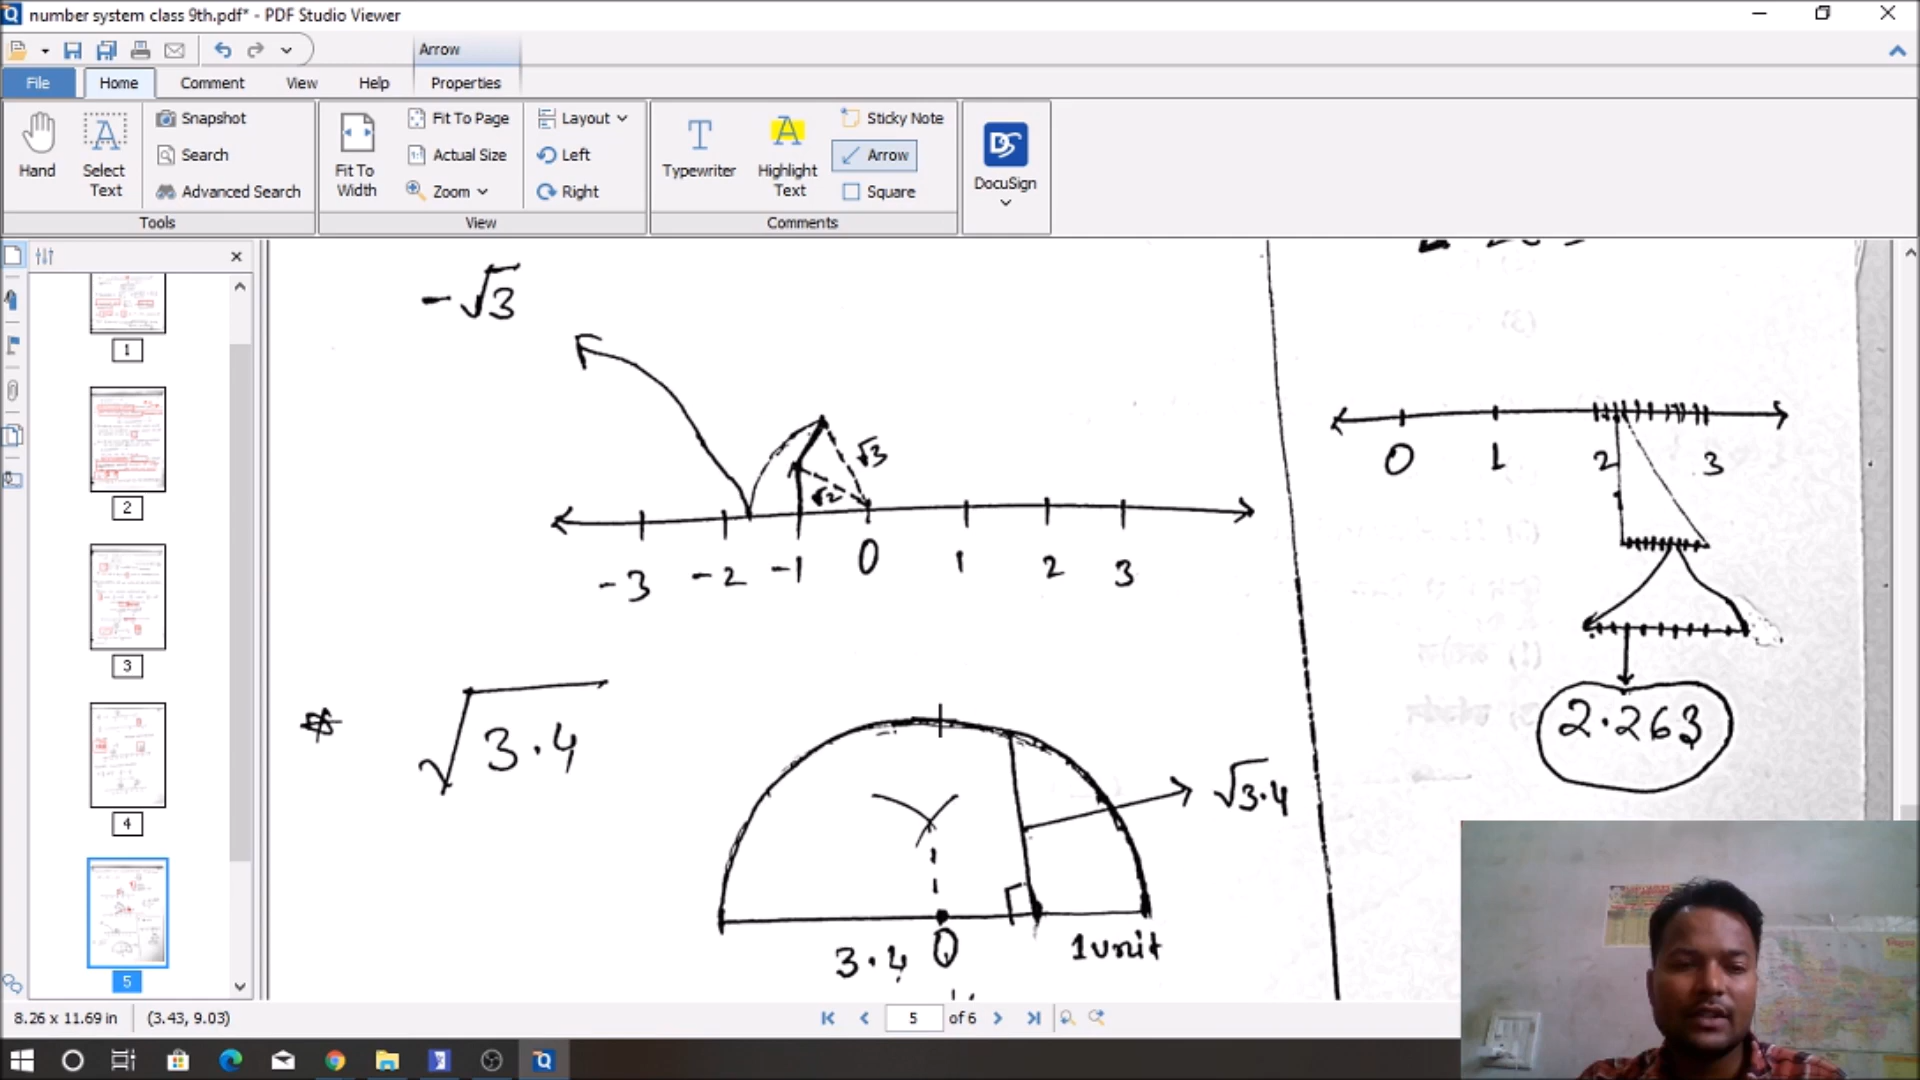 number system class 9th.pdf* - PDF Studio Viewer
Arrow
File Home Comment View Help Properties
Hand
Select Text
Snapshot
Search
Advanced Search
Tools
Fit To Width
Fit To Page
Actual Size
Zoom
Layout
Left
Right
View
Typewriter
Highlight Text
Sticky Note
Arrow
Square
Comments
DocuSign
1
2
3
4
5
-√3
√3
√2
-3 -2 -1 0 1 2 3
√3.4
√3.4
3.4 O 1 unit
0 1 2 3
2.263
8.26 x 11.69 in (3.43, 9.03)
5 of 6